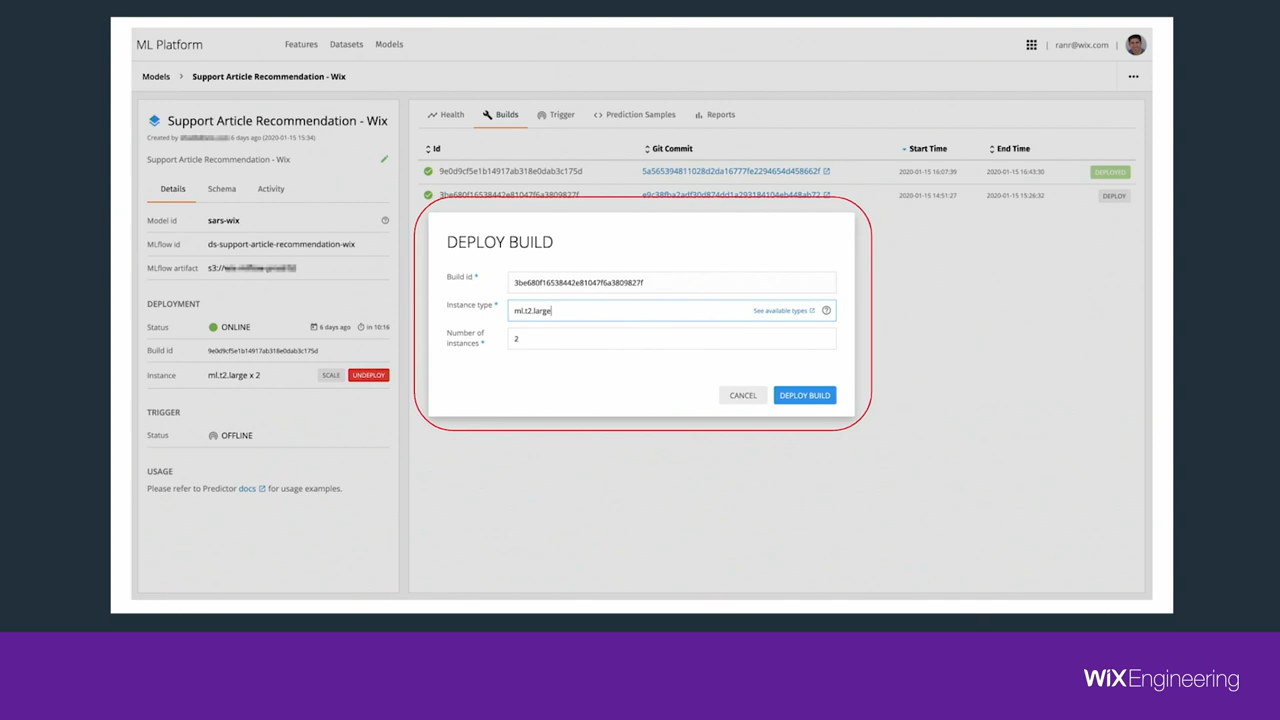 ML Platform
Features Datasets Models
ranr@wix.com
Models > Support Article Recommendation - Wix
Support Article Recommendation - Wix
Created by 6 days ago (2020-01-15 15:34)
Support Article Recommendation - Wix
Details Schema Activity
Model id sars-wix
MLflow id ds-support-article-recommendation-wix
MLflow artifact s3://
DEPLOYMENT
Status ONLINE 6 days ago in 10:16
Build id 9e0d9cf5e1b14917ab318e0dab3c175d
Instance ml.t2.large x 2 SCALE UNDEPLOY
TRIGGER
Status OFFLINE
USAGE
Please refer to Predictor docs for usage examples.
Health Builds Trigger Prediction Samples Reports
Id Git Commit Start Time End Time
9e0d9cf5e1b14917ab318e0dab3c175d 5a565394811028d2da16777fe2294654d458662f 2020-01-15 16:07:39 2020-01-15 16:43:30 DEPLOYED
3be680f16538442e81047f6a3809827f e9c38fba2adf30d874dd1a293184104eb448ab72 2020-01-15 14:51:27 2020-01-15 15:26:32 DEPLOY
DEPLOY BUILD
Build id * 3be680f16538442e81047f6a3809827f
Instance type * ml.t2.large See available types
Number of
instances * 2
CANCEL DEPLOY BUILD
WiXEngineering